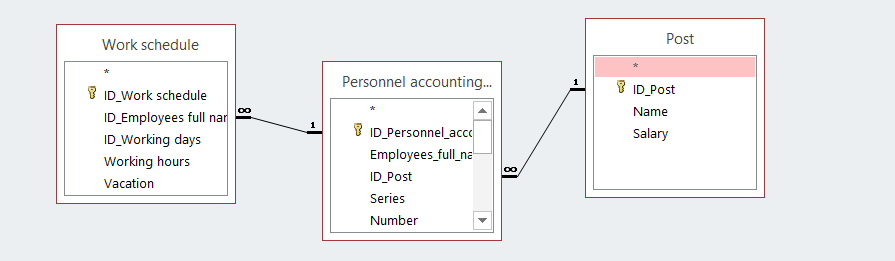 Work schedule
*
ID_Work schedule
ID_Employees full nar
ID_Working days
Working hours
Vacation
∞
1
Personnel accounting...
*
ID_Personnel_acco
Employees_full_na
ID_Post
Series
Number
∞
1
Post
*
ID_Post
Name
Salary